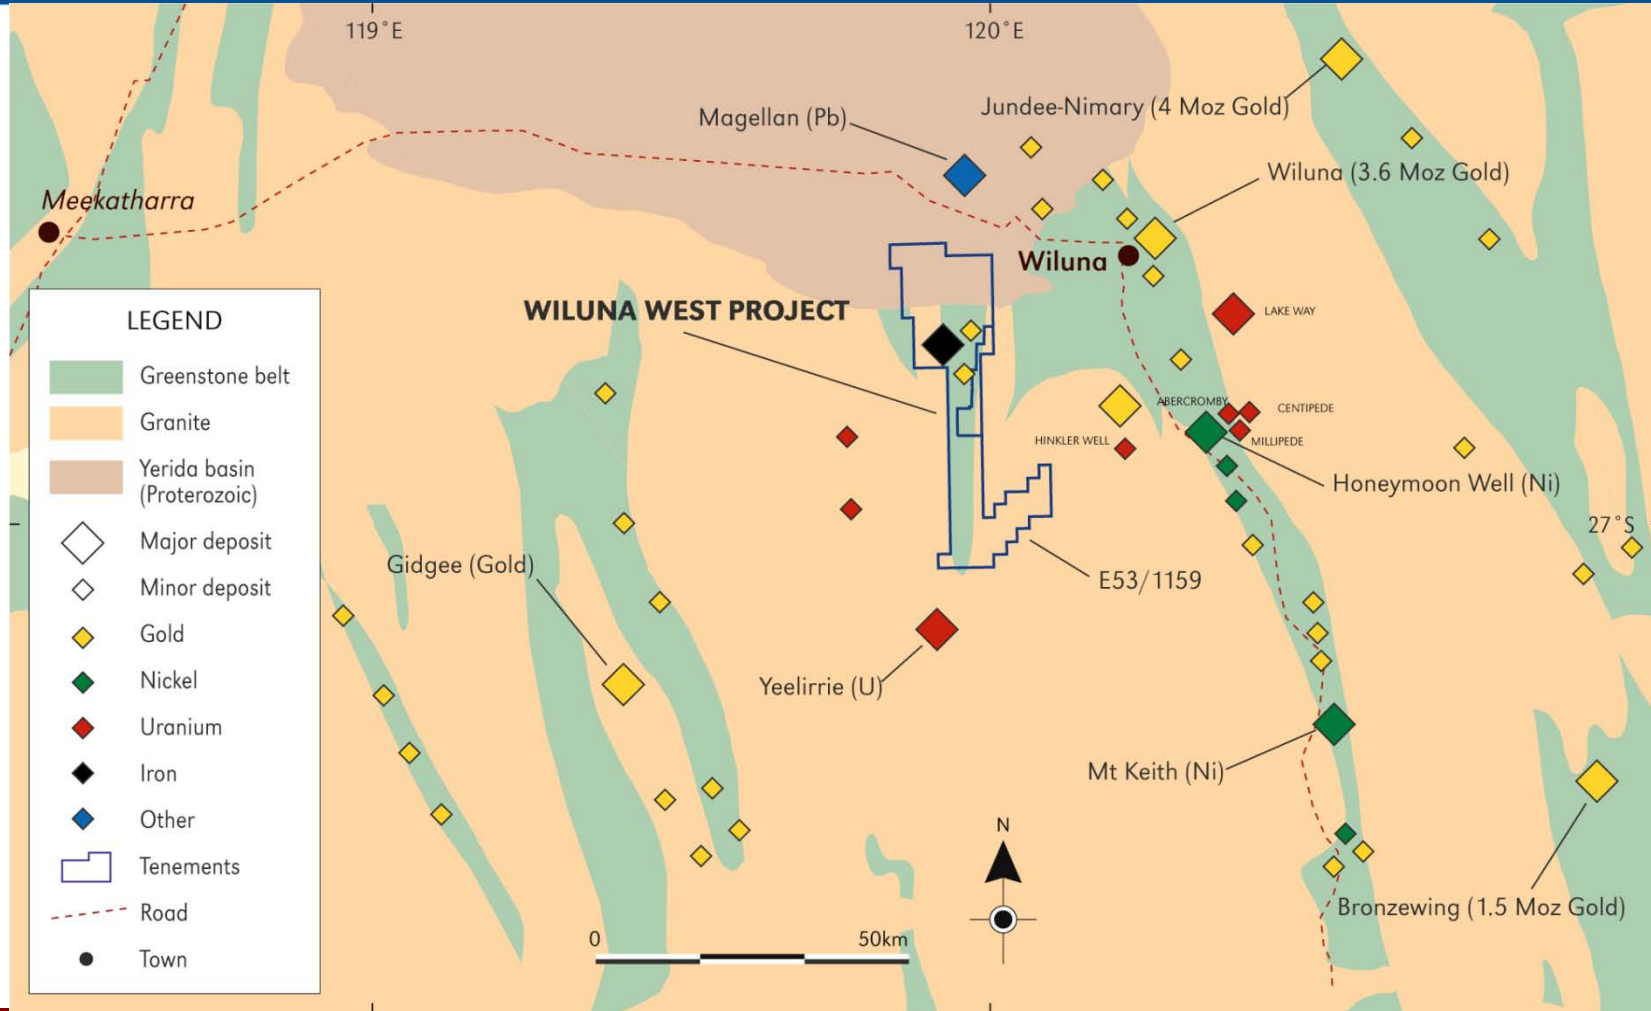 119°E
120°E
Jundee-Nimary (4 Moz Gold)
Magellan (Pb)
Wiluna (3.6 Moz Gold)
Meekatharra
Wiluna
WILUNA WEST PROJECT
LAKE WAY
LEGEND
Greenstone belt
Granite
Yerida basin
(Proterozoic)
Major deposit
Minor deposit
Gold
Nickel
Uranium
Iron
Other
Tenements
Road
Town
ABERCROMBY
CENTIPEDE
HINKLER WELL
MILLIPEDE
Honeymoon Well (Ni)
27°S
Gidgee (Gold)
E53/1159
Yeelirrie (U)
Mt Keith (Ni)
N
Bronzewing (1.5 Moz Gold)
0
50km